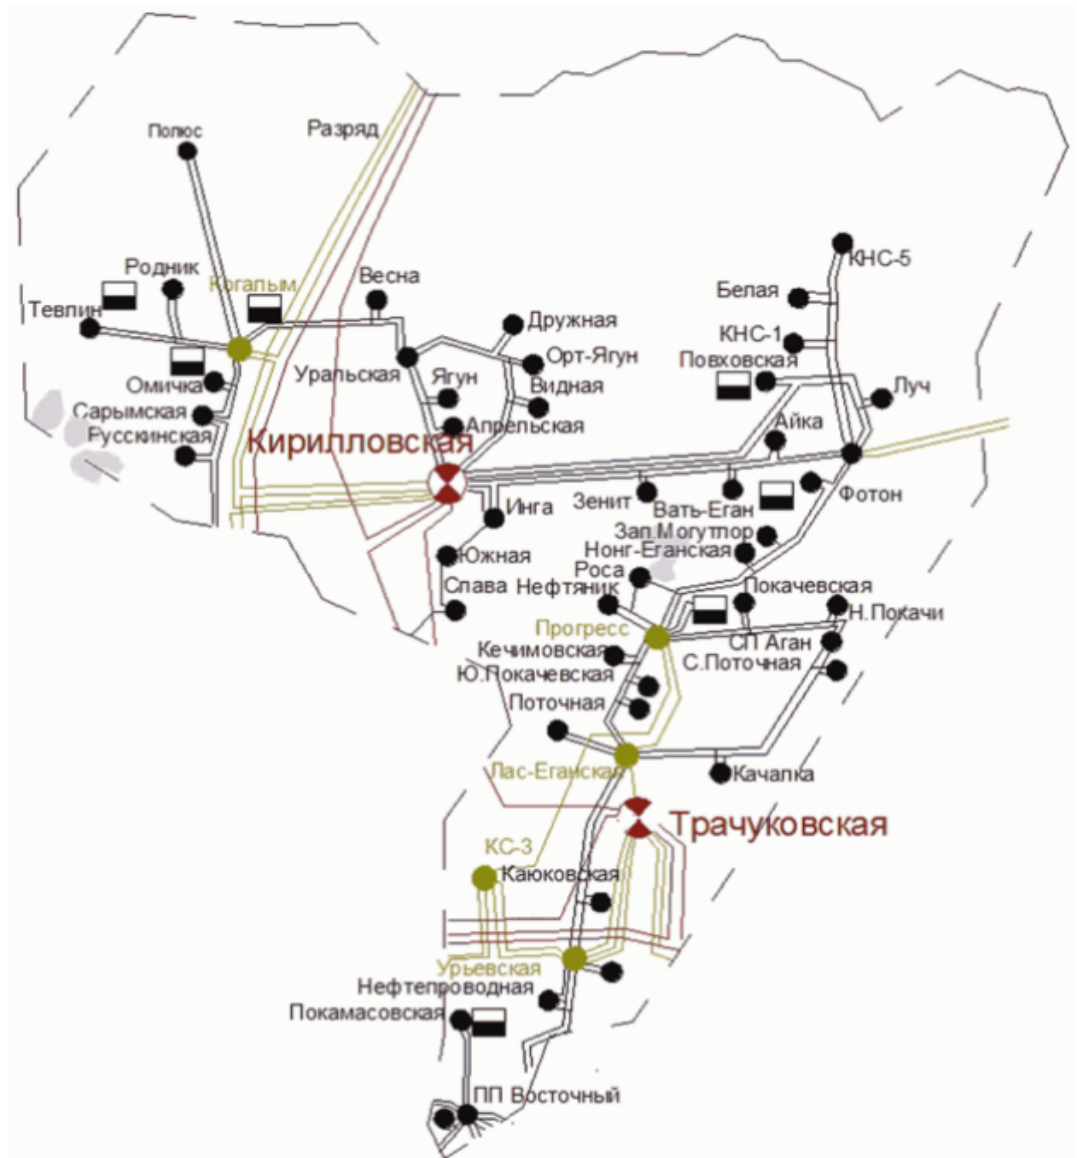 Полюс
Разряд
КНС-5
Родник
Когалым
Весна
Белая
Тевлин
Дружная
КНС-1
Орт-Ягун
Повховская
Уральская
Ягун
Видная
Луч
Омичка
Сарымская
Апрельская
Айка
Русскинская
Кирилловская
Инга
Зенит
Вать-Еган
Фотон
Зап.Могутлор
Нонг-Еганская
Южная
Роса
Слава
Нефтяник
Покачевская
Н.Покачи
Прогресс
СП Аган
Кечимовская
С.Поточная
Ю.Покачевская
Поточная
Лас-Еганская
Качалка
Трачуковская
КС-3
Каюковская
Урьевская
Нефтепроводная
Покамасовская
ПП Восточный